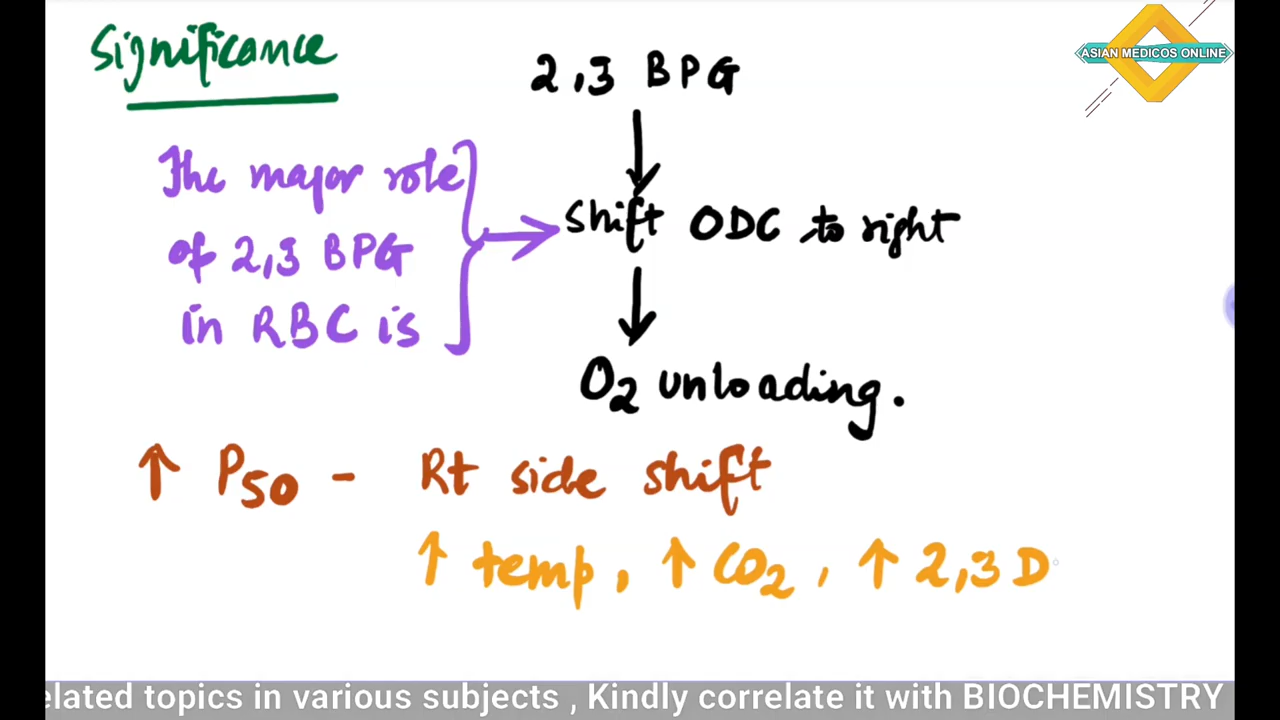 Significance
ASIAN MEDICOS ONLINE
2,3 BPG
The major role
of 2,3 BPG
in RBC is
Shift ODC to right
O2 unloading.
↑ P50 - Rt side shift
↑ temp, ↑ CO2, ↑ 2,3 D
elated topics in various subjects , Kindly correlate it with BIOCHEMISTRY